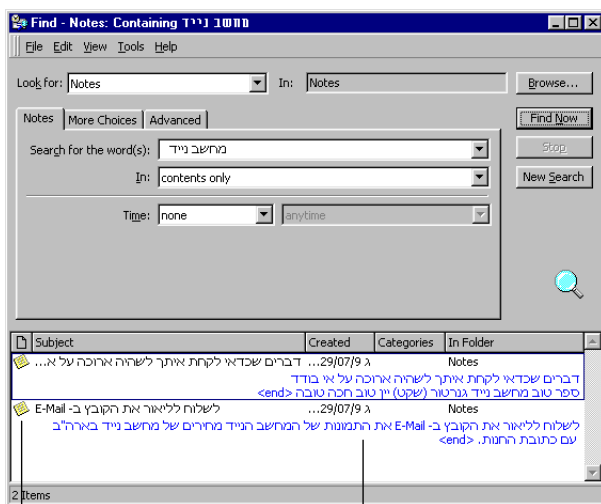 Find - Notes: Containing מחשב נייד
File Edit View Tools Help
Look for: Notes In: Notes Browse...
Notes More Choices Advanced Find Now
Search for the word(s): מחשב נייד Stop
In: contents only New Search
Time: none anytime
Subject Created Categories In Folder
דברים שכדאי לקחת איתך לשהיה ארוכה על א... ג 29/07/9... Notes
דברים שכדאי לקחת איתך לשהיה ארוכה על אי בודד
ספר טוב מחשב נייד גנרטור (שקט) יין טוב חכה טובה <end>
לשלוח לליאור את הקובץ ב- E-Mail ג 29/07/9... Notes
לשלוח לליאור את הקובץ ב- E-Mail את התמונות של המחשב הנייד מחירים של מחשב נייד בארה"ב
עם כתובת החנות. <end>
2 Items